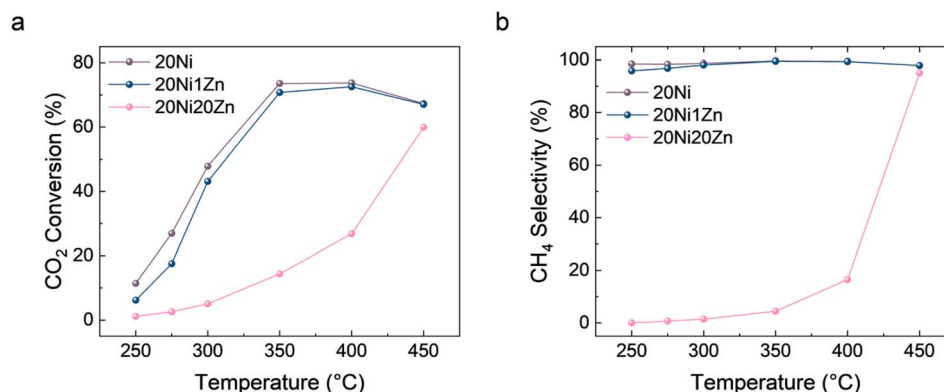 a
CO₂ Conversion (%)
80
60
40
20
0
20Ni
20Ni1Zn
20Ni20Zn
250 300 350 400 450
Temperature (°C)
b
CH₄ Selectivity (%)
100
80
60
40
20
0
20Ni
20Ni1Zn
20Ni20Zn
250 300 350 400 450
Temperature (°C)